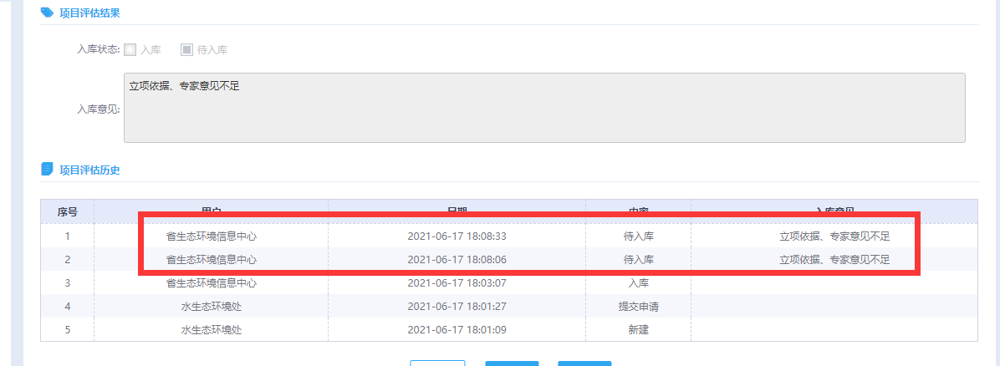 项目评估结果
入库状态: 入库 待入库
立项依据、专家意见不足
入库意见:
项目评估历史
序号 用户 日期 内容 入库意见
1 省生态环境信息中心 2021-06-17 18:08:33 待入库 立项依据、专家意见不足
2 省生态环境信息中心 2021-06-17 18:08:06 待入库 立项依据、专家意见不足
3 省生态环境信息中心 2021-06-17 18:03:07 入库
4 水生态环境处 2021-06-17 18:01:27 提交申请
5 水生态环境处 2021-06-17 18:01:09 新建